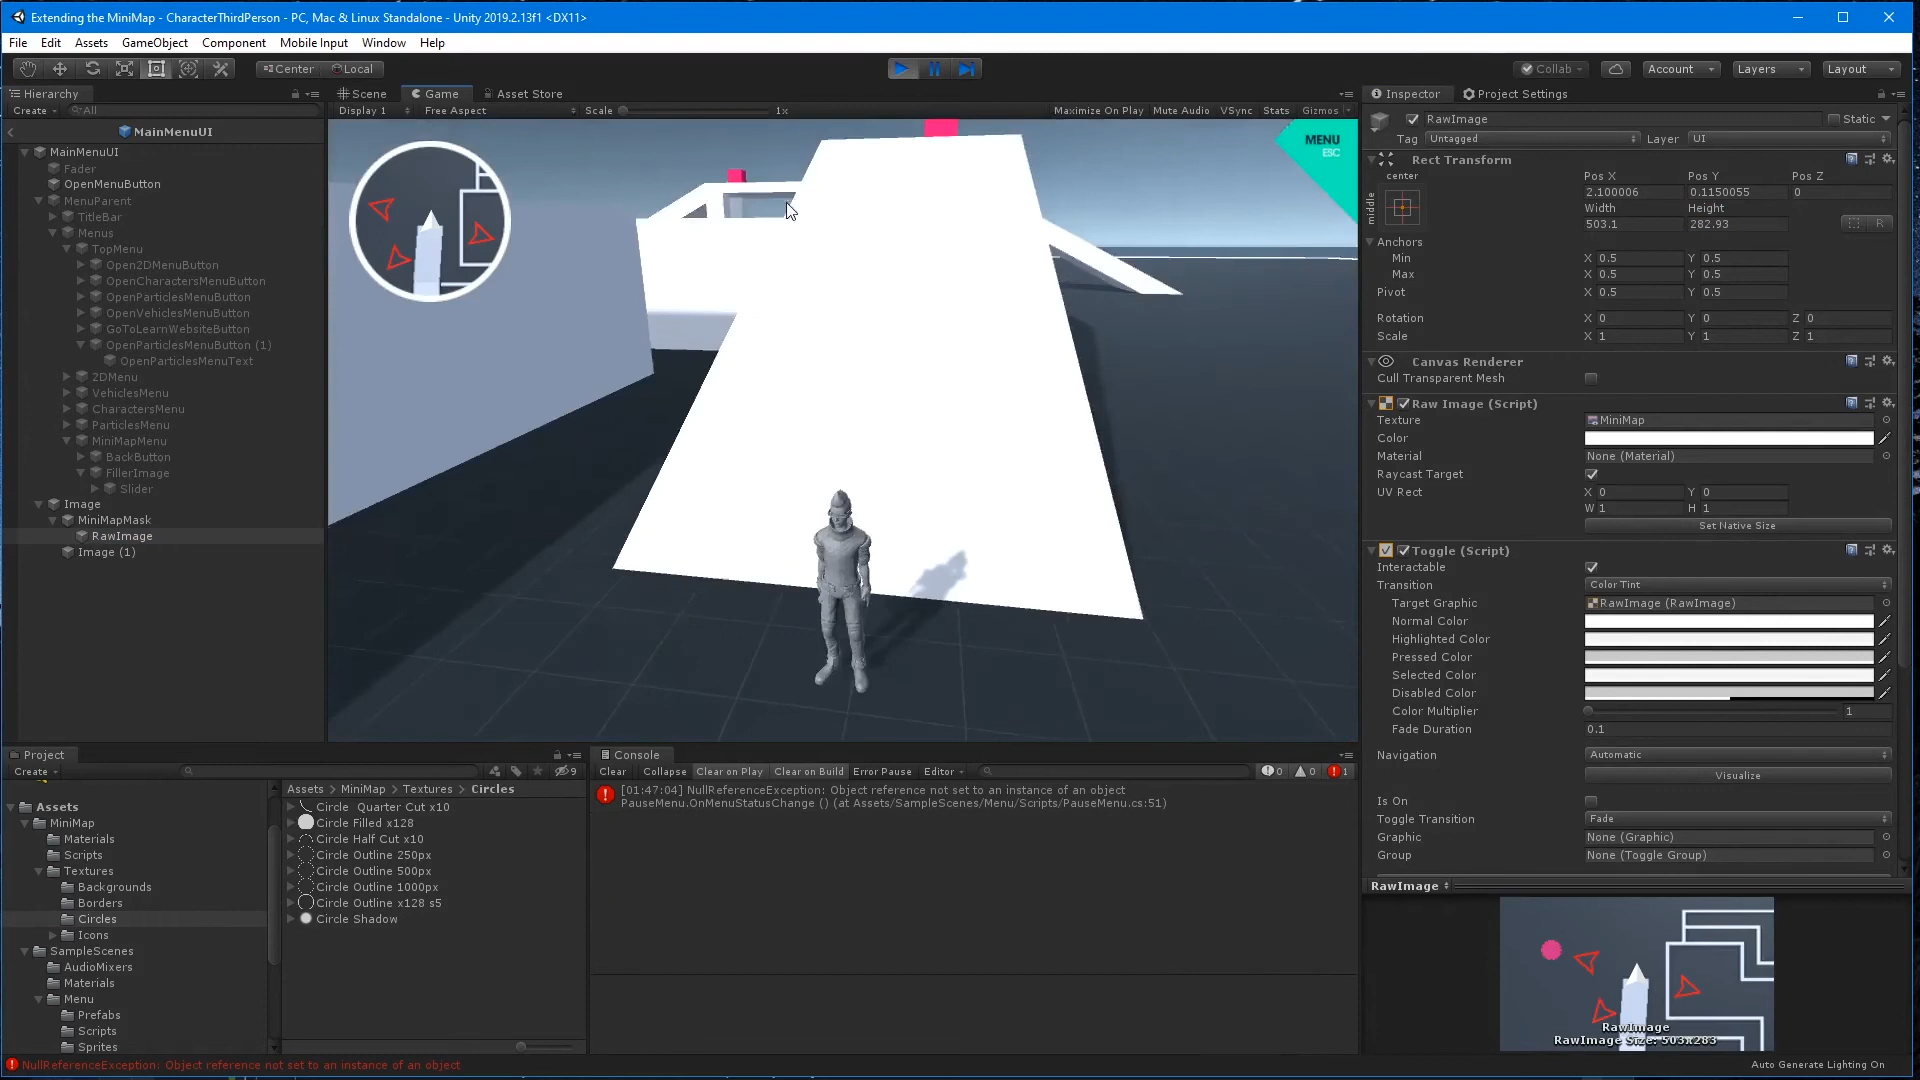 Extending the MiniMap - CharacterThirdPerson - PC, Mac & Linux Standalone - Unity 2019.2.13f1 <DX11>
File Edit Assets GameObject Component Mobile Input Window Help
Center Local
Collab Account Layers Layout
Hierarchy
Create All
MainMenuUI
MainMenuUI
Fader
OpenMenuButton
MenuParent
TitleBar
Menus
TopMenu
Open2DMenuButton
OpenCharactersMenuButton
OpenParticlesMenuButton
OpenVehiclesMenuButton
GoToLearnWebsiteButton
OpenParticlesMenuButton (1)
OpenParticlesMenuText
2DMenu
VehiclesMenu
CharactersMenu
ParticlesMenu
MiniMapMenu
BackButton
FillerImage
Slider
Image
MiniMapMask
RawImage
Image (1)
Scene Game Asset Store
Display 1 Free Aspect Scale 1x Maximize On Play Mute Audio VSync Stats Gizmos
MENU
ESC
Inspector Project Settings
RawImage Static
Tag Untagged Layer UI
Rect Transform
center
middle
Pos X Pos Y Pos Z
2.100006 0.1150055 0
Width Height
503.1 282.93
R
Anchors
Min X 0.5 Y 0.5
Max X 0.5 Y 0.5
Pivot X 0.5 Y 0.5
Rotation X 0 Y 0 Z 0
Scale X 1 Y 1 Z 1
Canvas Renderer
Cull Transparent Mesh
Raw Image (Script)
Texture MiniMap
Color
Material None (Material)
Raycast Target
UV Rect X 0 Y 0
W 1 H 1
Set Native Size
Toggle (Script)
Interactable
Transition Color Tint
Target Graphic RawImage (RawImage)
Normal Color
Highlighted Color
Pressed Color
Selected Color
Disabled Color
Color Multiplier 1
Fade Duration 0.1
Navigation Automatic
Visualize
Is On
Toggle Transition Fade
Graphic None (Graphic)
Group None (Toggle Group)
RawImage
RawImage
RawImage Size: 503x283
Project
Create 9
Assets
MiniMap
Materials
Scripts
Textures
Backgrounds
Borders
Circles
Icons
SampleScenes
AudioMixers
Materials
Menu
Prefabs
Scripts
Sprites
Assets > MiniMap > Textures > Circles
Circle Quarter Cut x10
Circle Filled x128
Circle Half Cut x10
Circle Outline 250px
Circle Outline 500px
Circle Outline 1000px
Circle Outline x128 s5
Circle Shadow
Console
Clear Collapse Clear on Play Clear on Build Error Pause Editor 0 0 1
[01:47:04] NullReferenceException: Object reference not set to an instance of an object
PauseMenu.OnMenuStatusChange () (at Assets/SampleScenes/Menu/Scripts/PauseMenu.cs:51)
NullReferenceException: Object reference not set to an instance of an object
Auto Generate Lighting On